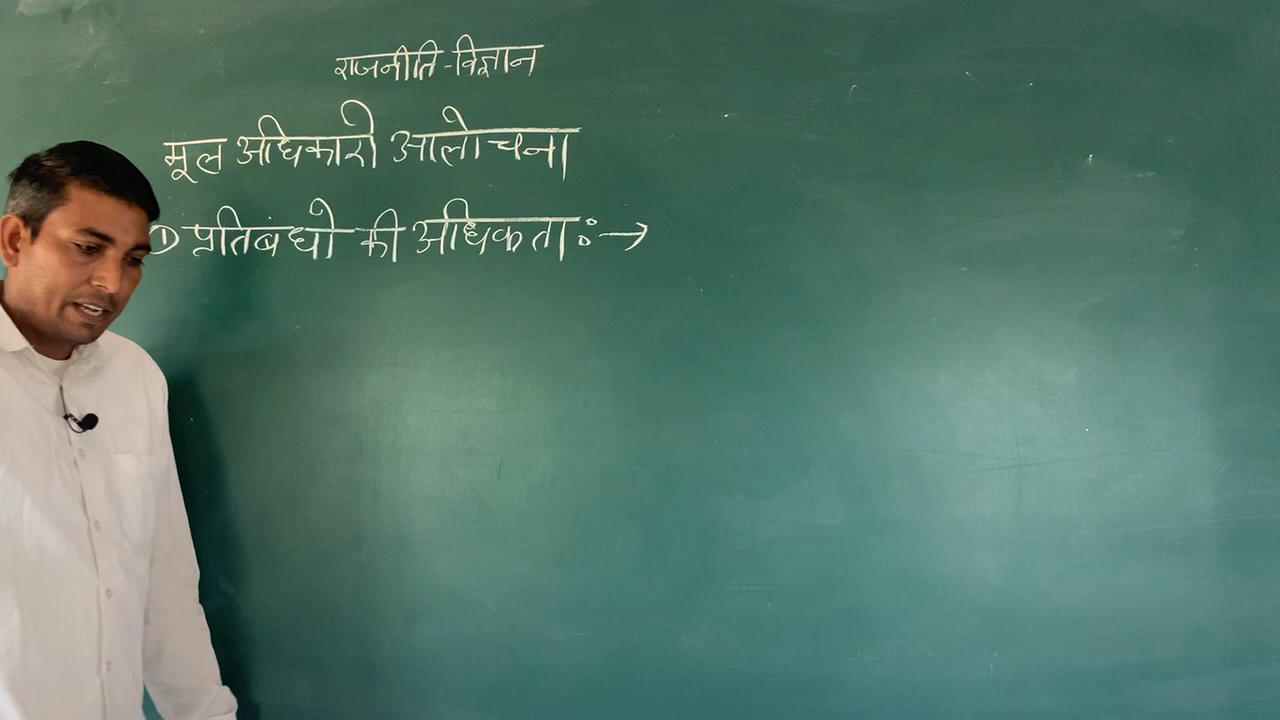 राजनीति-विज्ञान
मूल अधिकारो आलोचना
① प्रतिबंधो की अधिकता:→